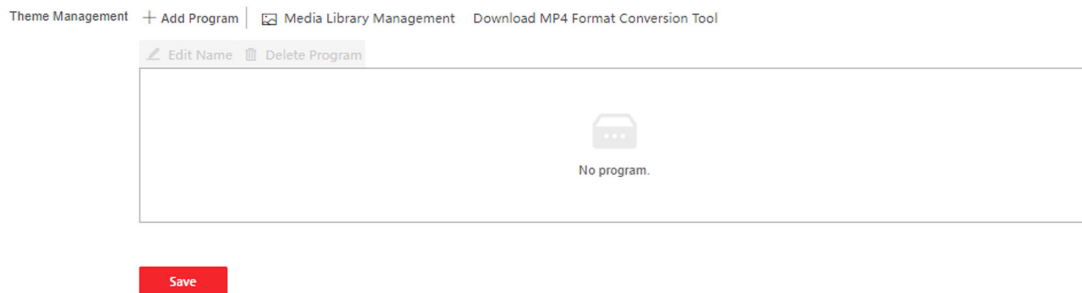 Theme Management + Add Program Media Library Management Download MP4 Format Conversion Tool
Edit Name Delete Program
No program.
Save